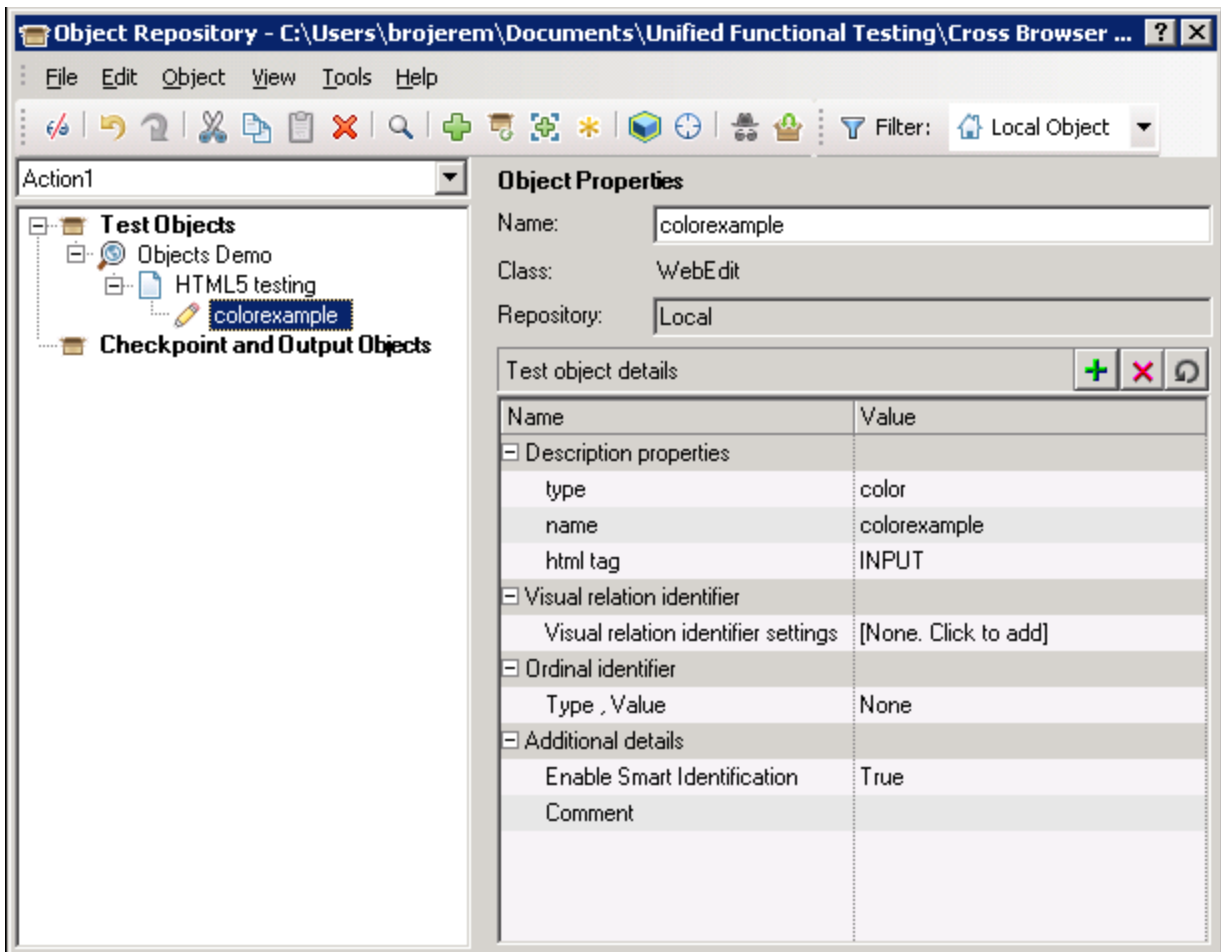 Object Repository - C:\Users\brojerem\Documents\Unified Functional Testing\Cross Browser ...
File Edit Object View Tools Help
Filter: Local Object
Action1
Test Objects
Objects Demo
HTML5 testing
colorexample
Checkpoint and Output Objects
Object Properties
Name: colorexample
Class: WebEdit
Repository: Local
Test object details
Name Value
Description properties
type color
name colorexample
html tag INPUT
Visual relation identifier
Visual relation identifier settings [None. Click to add]
Ordinal identifier
Type , Value None
Additional details
Enable Smart Identification True
Comment